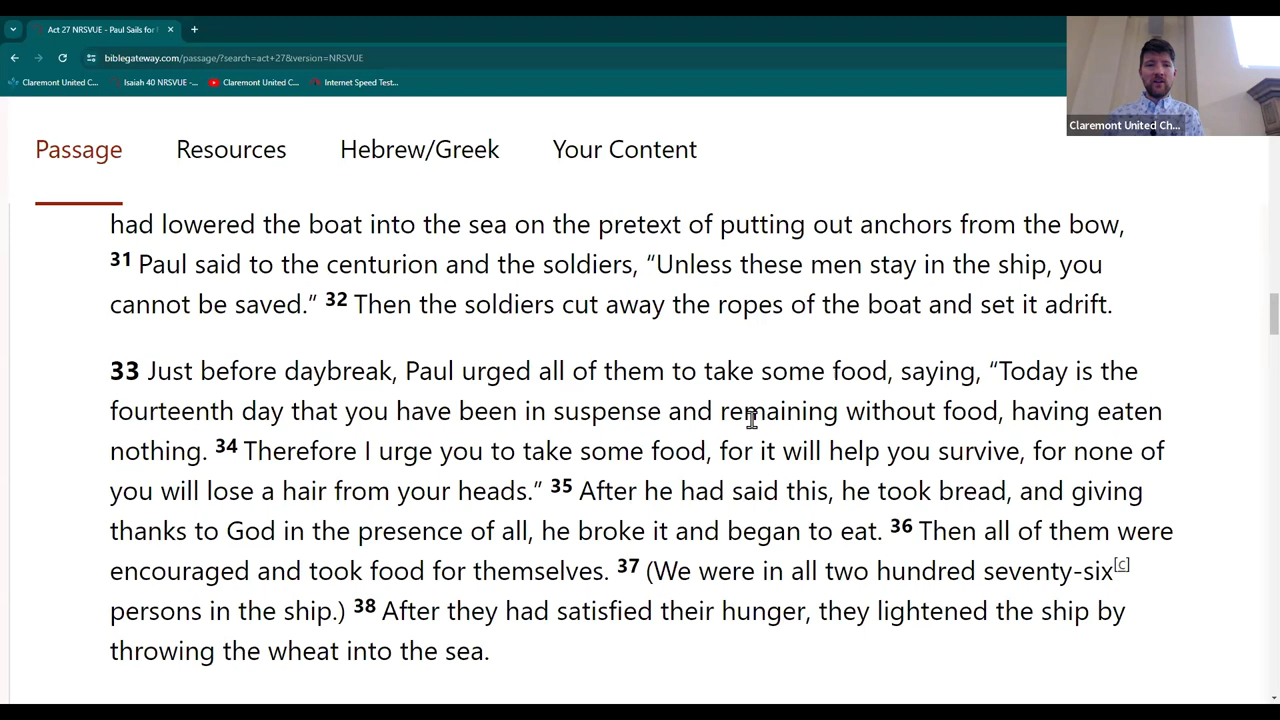 Act 27 NRSVUE - Paul Sails for
biblegateway.com/passage/?search=act+27&version=NRSVUE
Claremont United C...
Isaiah 40 NRSVUE -...
Claremont United C...
Internet Speed Test...
Claremont United Ch...
Passage
Resources
Hebrew/Greek
Your Content
had lowered the boat into the sea on the pretext of putting out anchors from the bow,
31 Paul said to the centurion and the soldiers, “Unless these men stay in the ship, you
cannot be saved.” 32 Then the soldiers cut away the ropes of the boat and set it adrift.
33 Just before daybreak, Paul urged all of them to take some food, saying, “Today is the
fourteenth day that you have been in suspense and remaining without food, having eaten
nothing. 34 Therefore I urge you to take some food, for it will help you survive, for none of
you will lose a hair from your heads.” 35 After he had said this, he took bread, and giving
thanks to God in the presence of all, he broke it and began to eat. 36 Then all of them were
encouraged and took food for themselves. 37 (We were in all two hundred seventy-six[c]
persons in the ship.) 38 After they had satisfied their hunger, they lightened the ship by
throwing the wheat into the sea.